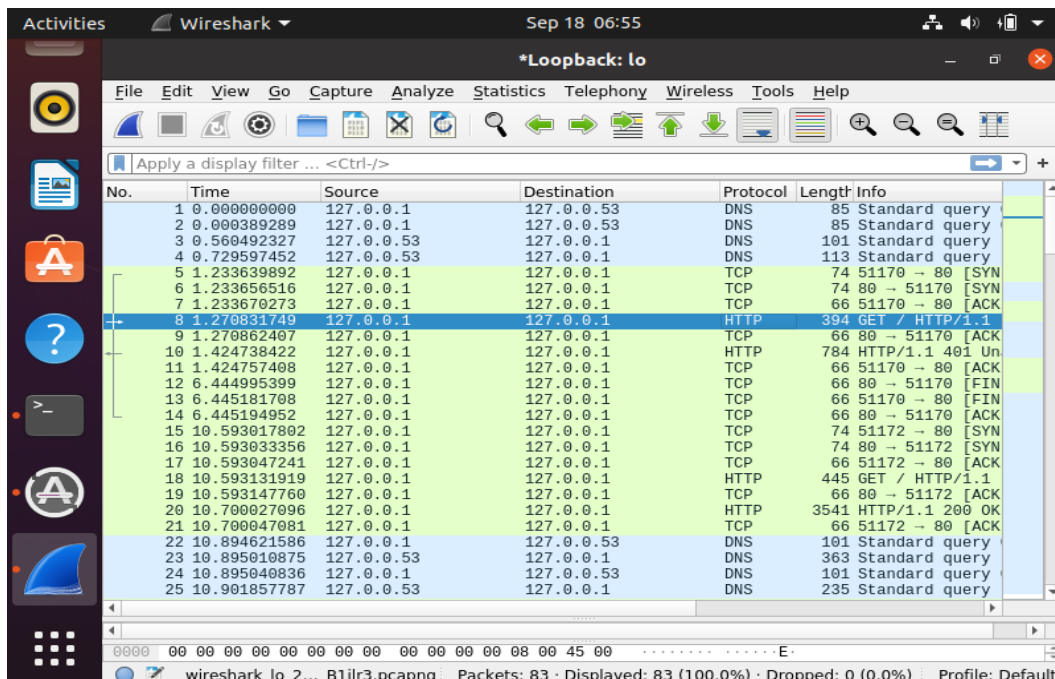 Activities Wireshark Sep 18 06:55
*Loopback: lo
File Edit View Go Capture Analyze Statistics Telephony Wireless Tools Help
Apply a display filter ... <Ctrl-/>
No. Time Source Destination Protocol Length Info
1 0.000000000 127.0.0.1 127.0.0.53 DNS 85 Standard query
2 0.000389289 127.0.0.1 127.0.0.53 DNS 85 Standard query
3 0.560492327 127.0.0.53 127.0.0.1 DNS 101 Standard query
4 0.729597452 127.0.0.53 127.0.0.1 DNS 113 Standard query
5 1.233639892 127.0.0.1 127.0.0.1 TCP 74 51170 → 80 [SYN
6 1.233656516 127.0.0.1 127.0.0.1 TCP 74 80 → 51170 [SYN
7 1.233670273 127.0.0.1 127.0.0.1 TCP 66 51170 → 80 [ACK
8 1.270831749 127.0.0.1 127.0.0.1 HTTP 394 GET / HTTP/1.1
9 1.270862407 127.0.0.1 127.0.0.1 TCP 66 80 → 51170 [ACK
10 1.424738422 127.0.0.1 127.0.0.1 HTTP 784 HTTP/1.1 401 Un
11 1.424757408 127.0.0.1 127.0.0.1 TCP 66 51170 → 80 [ACK
12 6.444995399 127.0.0.1 127.0.0.1 TCP 66 80 → 51170 [FIN
13 6.445181708 127.0.0.1 127.0.0.1 TCP 66 51170 → 80 [FIN
14 6.445194952 127.0.0.1 127.0.0.1 TCP 66 80 → 51170 [ACK
15 10.593017802 127.0.0.1 127.0.0.1 TCP 74 51172 → 80 [SYN
16 10.593033356 127.0.0.1 127.0.0.1 TCP 74 80 → 51172 [SYN
17 10.593047241 127.0.0.1 127.0.0.1 TCP 66 51172 → 80 [ACK
18 10.593131919 127.0.0.1 127.0.0.1 HTTP 445 GET / HTTP/1.1
19 10.593147760 127.0.0.1 127.0.0.1 TCP 66 80 → 51172 [ACK
20 10.700027096 127.0.0.1 127.0.0.1 HTTP 3541 HTTP/1.1 200 OK
21 10.700047081 127.0.0.1 127.0.0.1 TCP 66 51172 → 80 [ACK
22 10.894621586 127.0.0.1 127.0.0.53 DNS 101 Standard query
23 10.895010875 127.0.0.53 127.0.0.1 DNS 363 Standard query
24 10.895040836 127.0.0.1 127.0.0.53 DNS 101 Standard query
25 10.901857787 127.0.0.53 127.0.0.1 DNS 235 Standard query
0000 00 00 00 00 00 00 00 00 00 00 00 00 08 00 45 00 ········ ······E·
wireshark_lo_2... B1jlr3.pcapng Packets: 83 · Displayed: 83 (100.0%) · Dropped: 0 (0.0%) Profile: Default